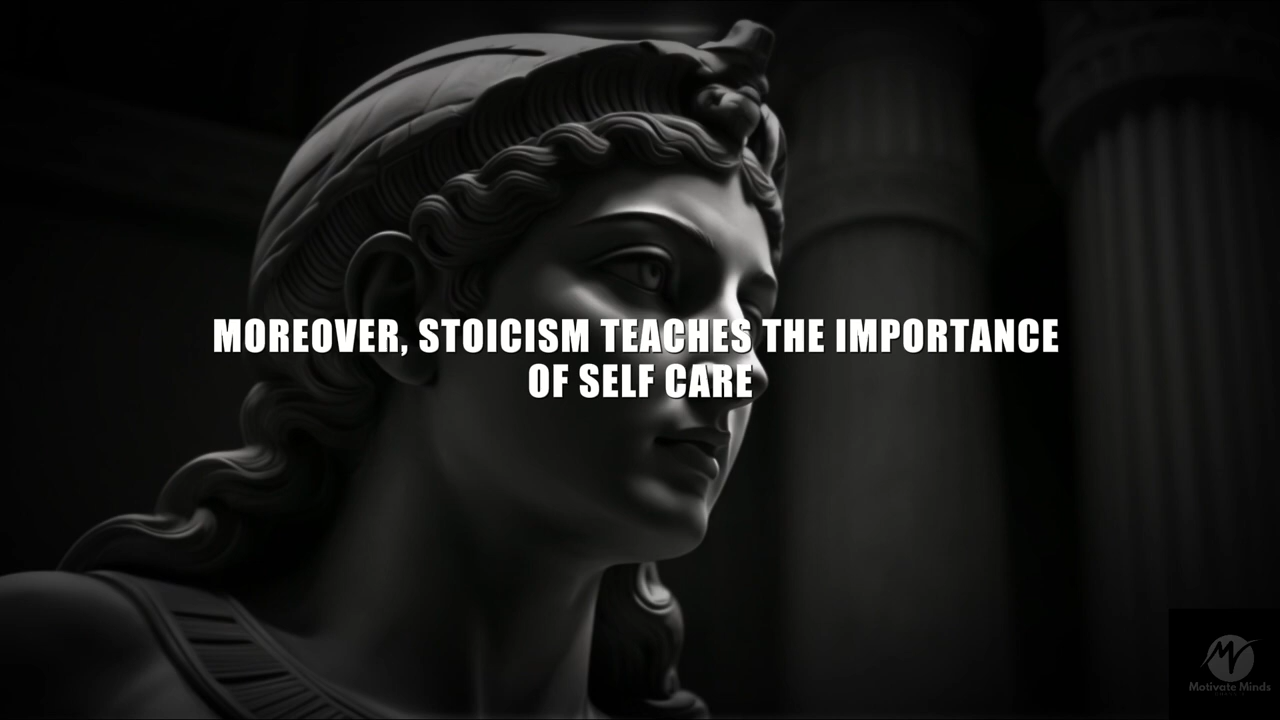 MOREOVER, STOICISM TEACHES THE IMPORTANCE
OF SELF CARE
Motivate Minds